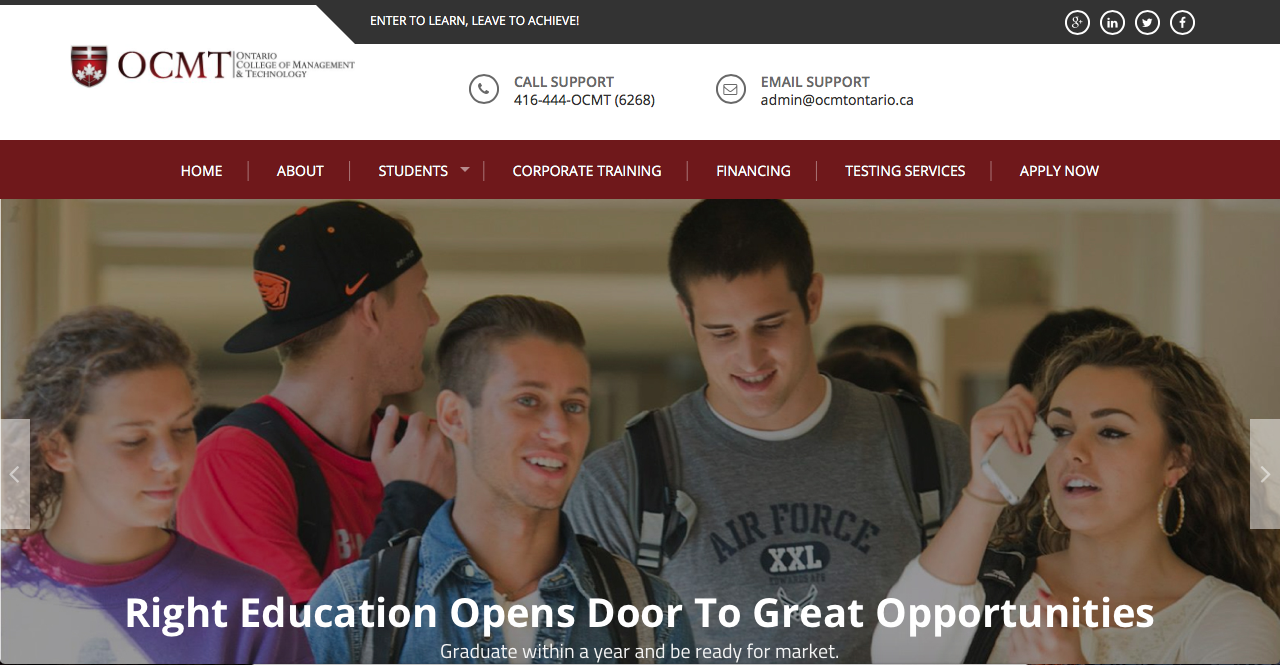 ENTER TO LEARN, LEAVE TO ACHIEVE!
OCMT
ONTARIO
COLLEGE OF MANAGEMENT
& TECHNOLOGY
CALL SUPPORT
416-444-OCMT (6268)
EMAIL SUPPORT
admin@ocmtontario.ca
HOME
ABOUT
STUDENTS
CORPORATE TRAINING
FINANCING
TESTING SERVICES
APPLY NOW
AIR FORCE
XXL
Right Education Opens Door To Great Opportunities
Graduate within a year and be ready for market.